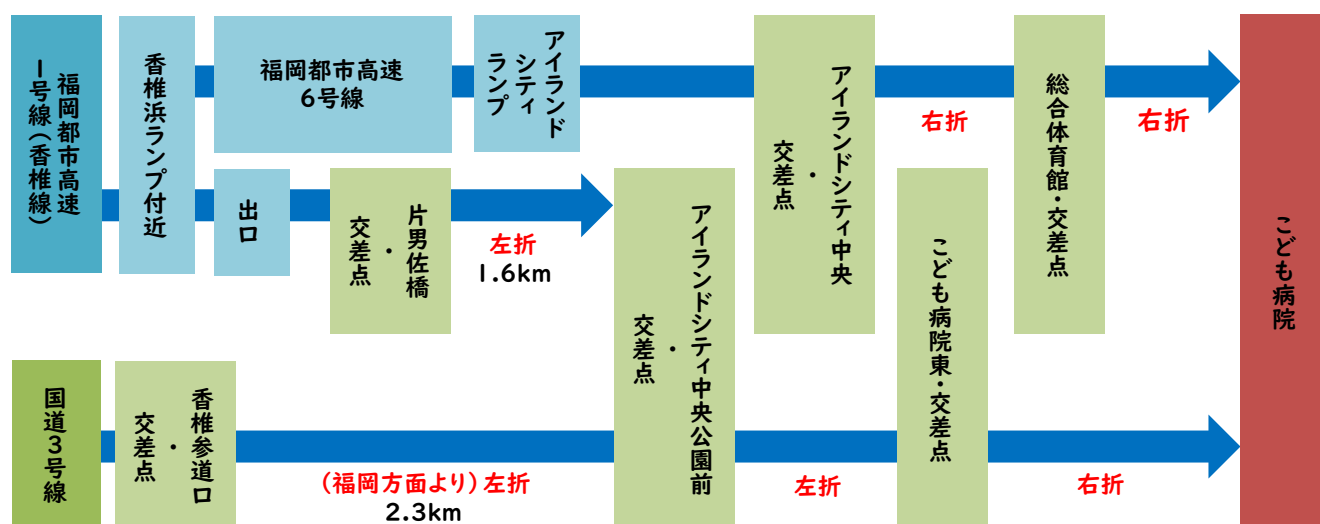 福岡都市高速
1号線(香椎線)
香椎浜ランプ付近
福岡都市高速
6号線
アイランド
シティ
ランプ
アイランドシティ中央
・
交差点
右折
総合体育館・交差点
右折
こども病院
出口
片男佐橋
・
交差点
左折
1.6km
アイランドシティ中央公園前
・
交差点
こども病院東・交差点
国道3号線
香椎参道口
・
交差点
(福岡方面より)左折
2.3km
左折
右折